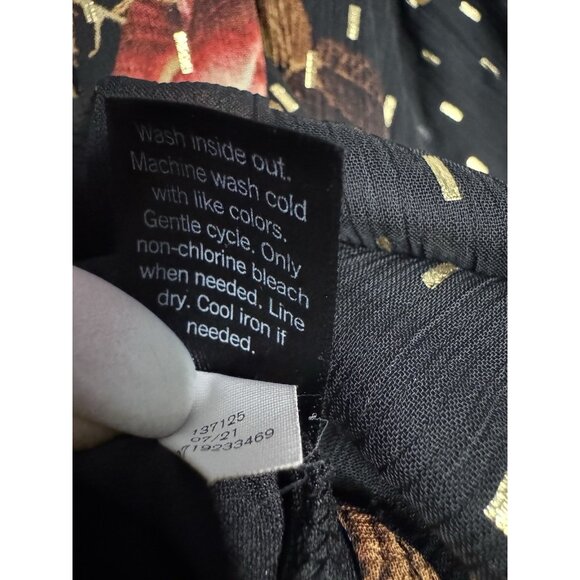 Wash inside out.
Machine wash cold
with like colors.
Gentle cycle. Only
non-chlorine bleach
when needed. Line
dry. Cool iron if
needed.
137125
07/21